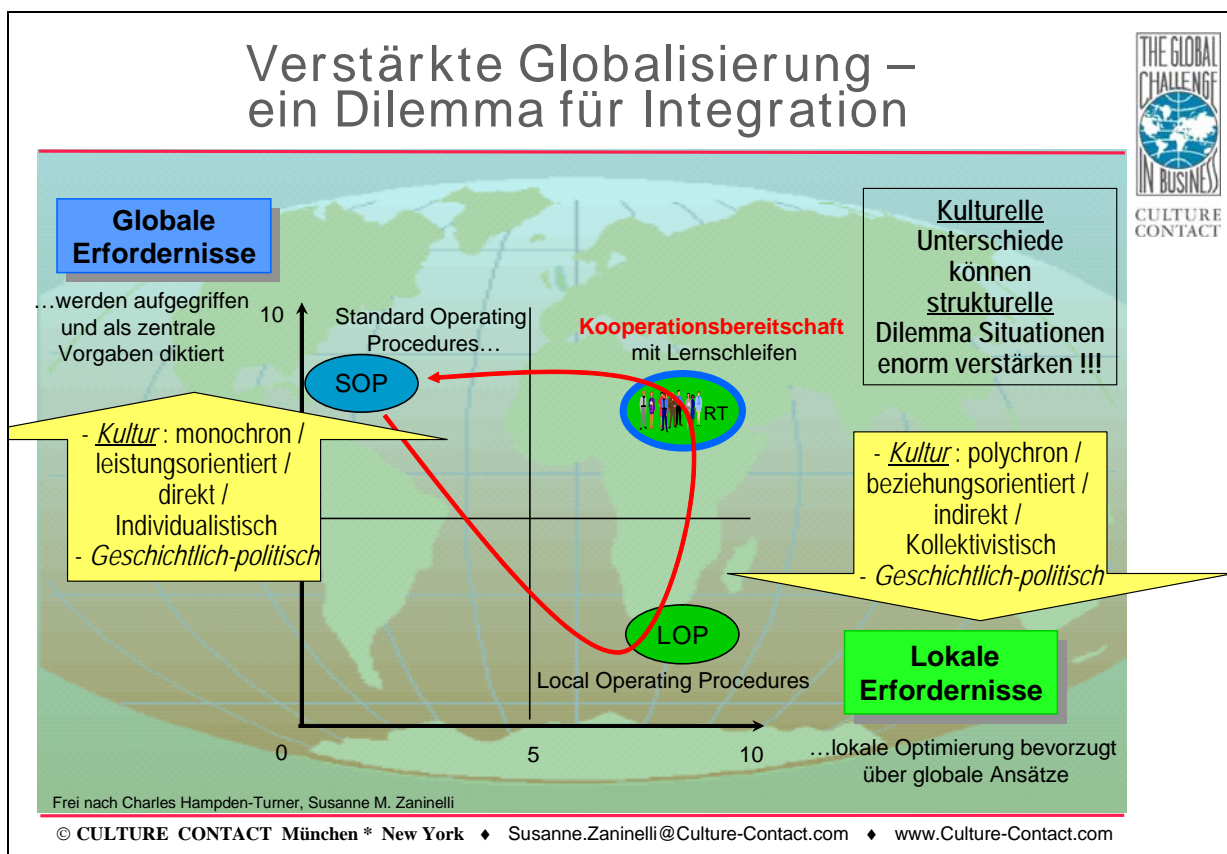 Verstärkte Globalisierung –
ein Dilemma für Integration
THE GLOBAL
CHALLENGE
IN BUSINESS
CULTURE
CONTACT
Globale
Erfordernisse
…werden aufgegriffen
und als zentrale
Vorgaben diktiert
10
Standard Operating
Procedures…
SOP
Kooperationsbereitschaft
mit Lernschleifen
RT
Kulturelle
Unterschiede
können
strukturelle
Dilemma Situationen
enorm verstärken !!!
- Kultur : monochron /
leistungsorientiert /
direkt /
Individualistisch
- Geschichtlich-politisch
- Kultur : polychron /
beziehungsorientiert /
indirekt /
Kollektivistisch
- Geschichtlich-politisch
LOP
Local Operating Procedures
Lokale
Erfordernisse
0
5
10
…lokale Optimierung bevorzugt
über globale Ansätze
Frei nach Charles Hampden-Turner, Susanne M. Zaninelli
© CULTURE CONTACT München * New York ♦ Susanne.Zaninelli@Culture-Contact.com ♦ www.Culture-Contact.com